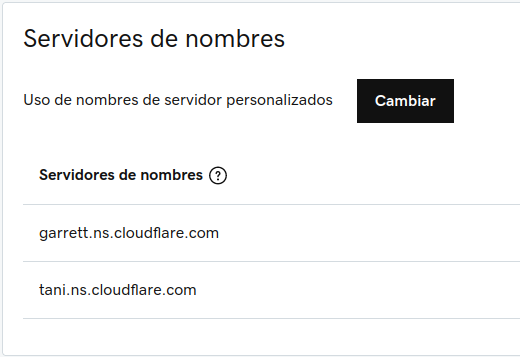 Servidores de nombres
Uso de nombres de servidor personalizados Cambiar
Servidores de nombres ?
garrett.ns.cloudflare.com
tani.ns.cloudflare.com